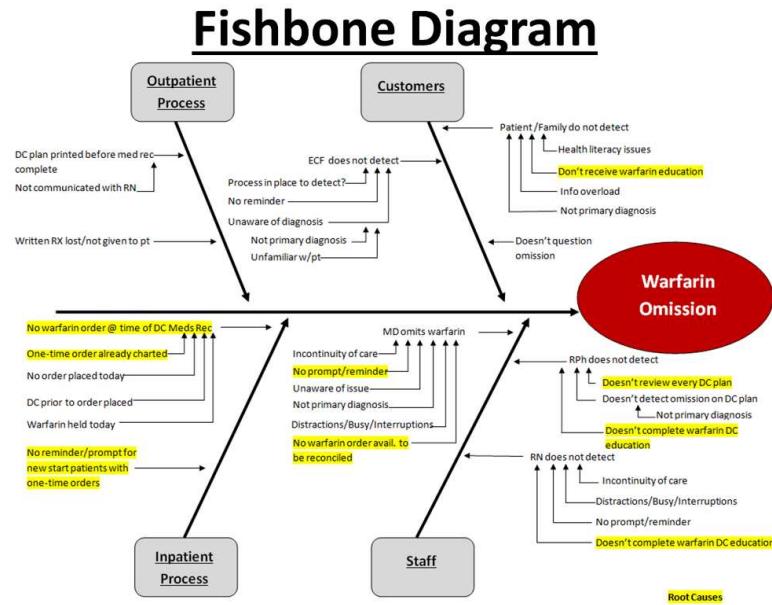 Fishbone Diagram
Outpatient
Process
Customers
DC plan printed before med rec
complete
Not communicated with RN
Written RX lost/not given to pt
ECF does not detect
Process in place to detect?
No reminder
Unaware of diagnosis
Not primary diagnosis
Unfamiliar w/pt
Patient /Family do not detect
Health literacy issues
Don't receive warfarin education
Info overload
Not primary diagnosis
Doesn't question
omission
Warfarin
Omission
No warfarin order @ time of DC Meds Rec
One-time order already charted
No order placed today
DC prior to order placed
Warfarin held today
No reminder/prompt for
new start patients with
one-time orders
MD omits warfarin
Incontinuity of care
No prompt/reminder
Unaware of issue
Not primary diagnosis
Distractions/Busy/Interruptions
No warfarin order avail. to
be reconciled
RPh does not detect
Doesn't review every DC plan
Doesn't detect omission on DC plan
Not primary diagnosis
Doesn't complete warfarin DC
education
RN does not detect
Incontinuity of care
Distractions/Busy/Interruptions
No prompt/reminder
Doesn't complete warfarin DC education
Inpatient
Process
Staff
Root Causes